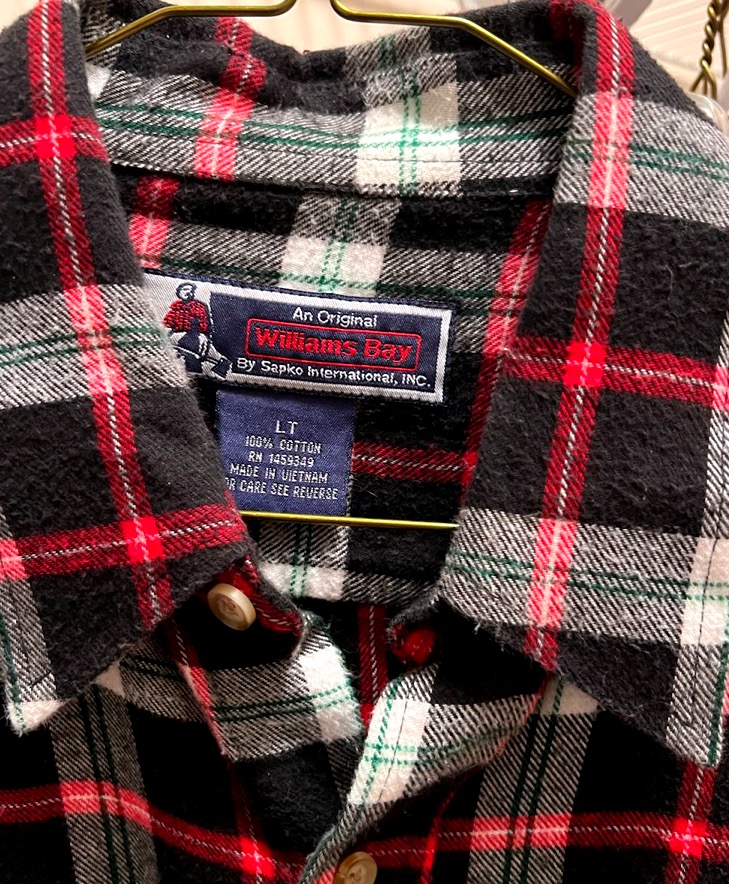 An Original
Williams Bay
By Sapko International, INC.
LT
100% COTTON
RN 1459349
MADE IN VIETNAM
OR CARE SEE REVERSE